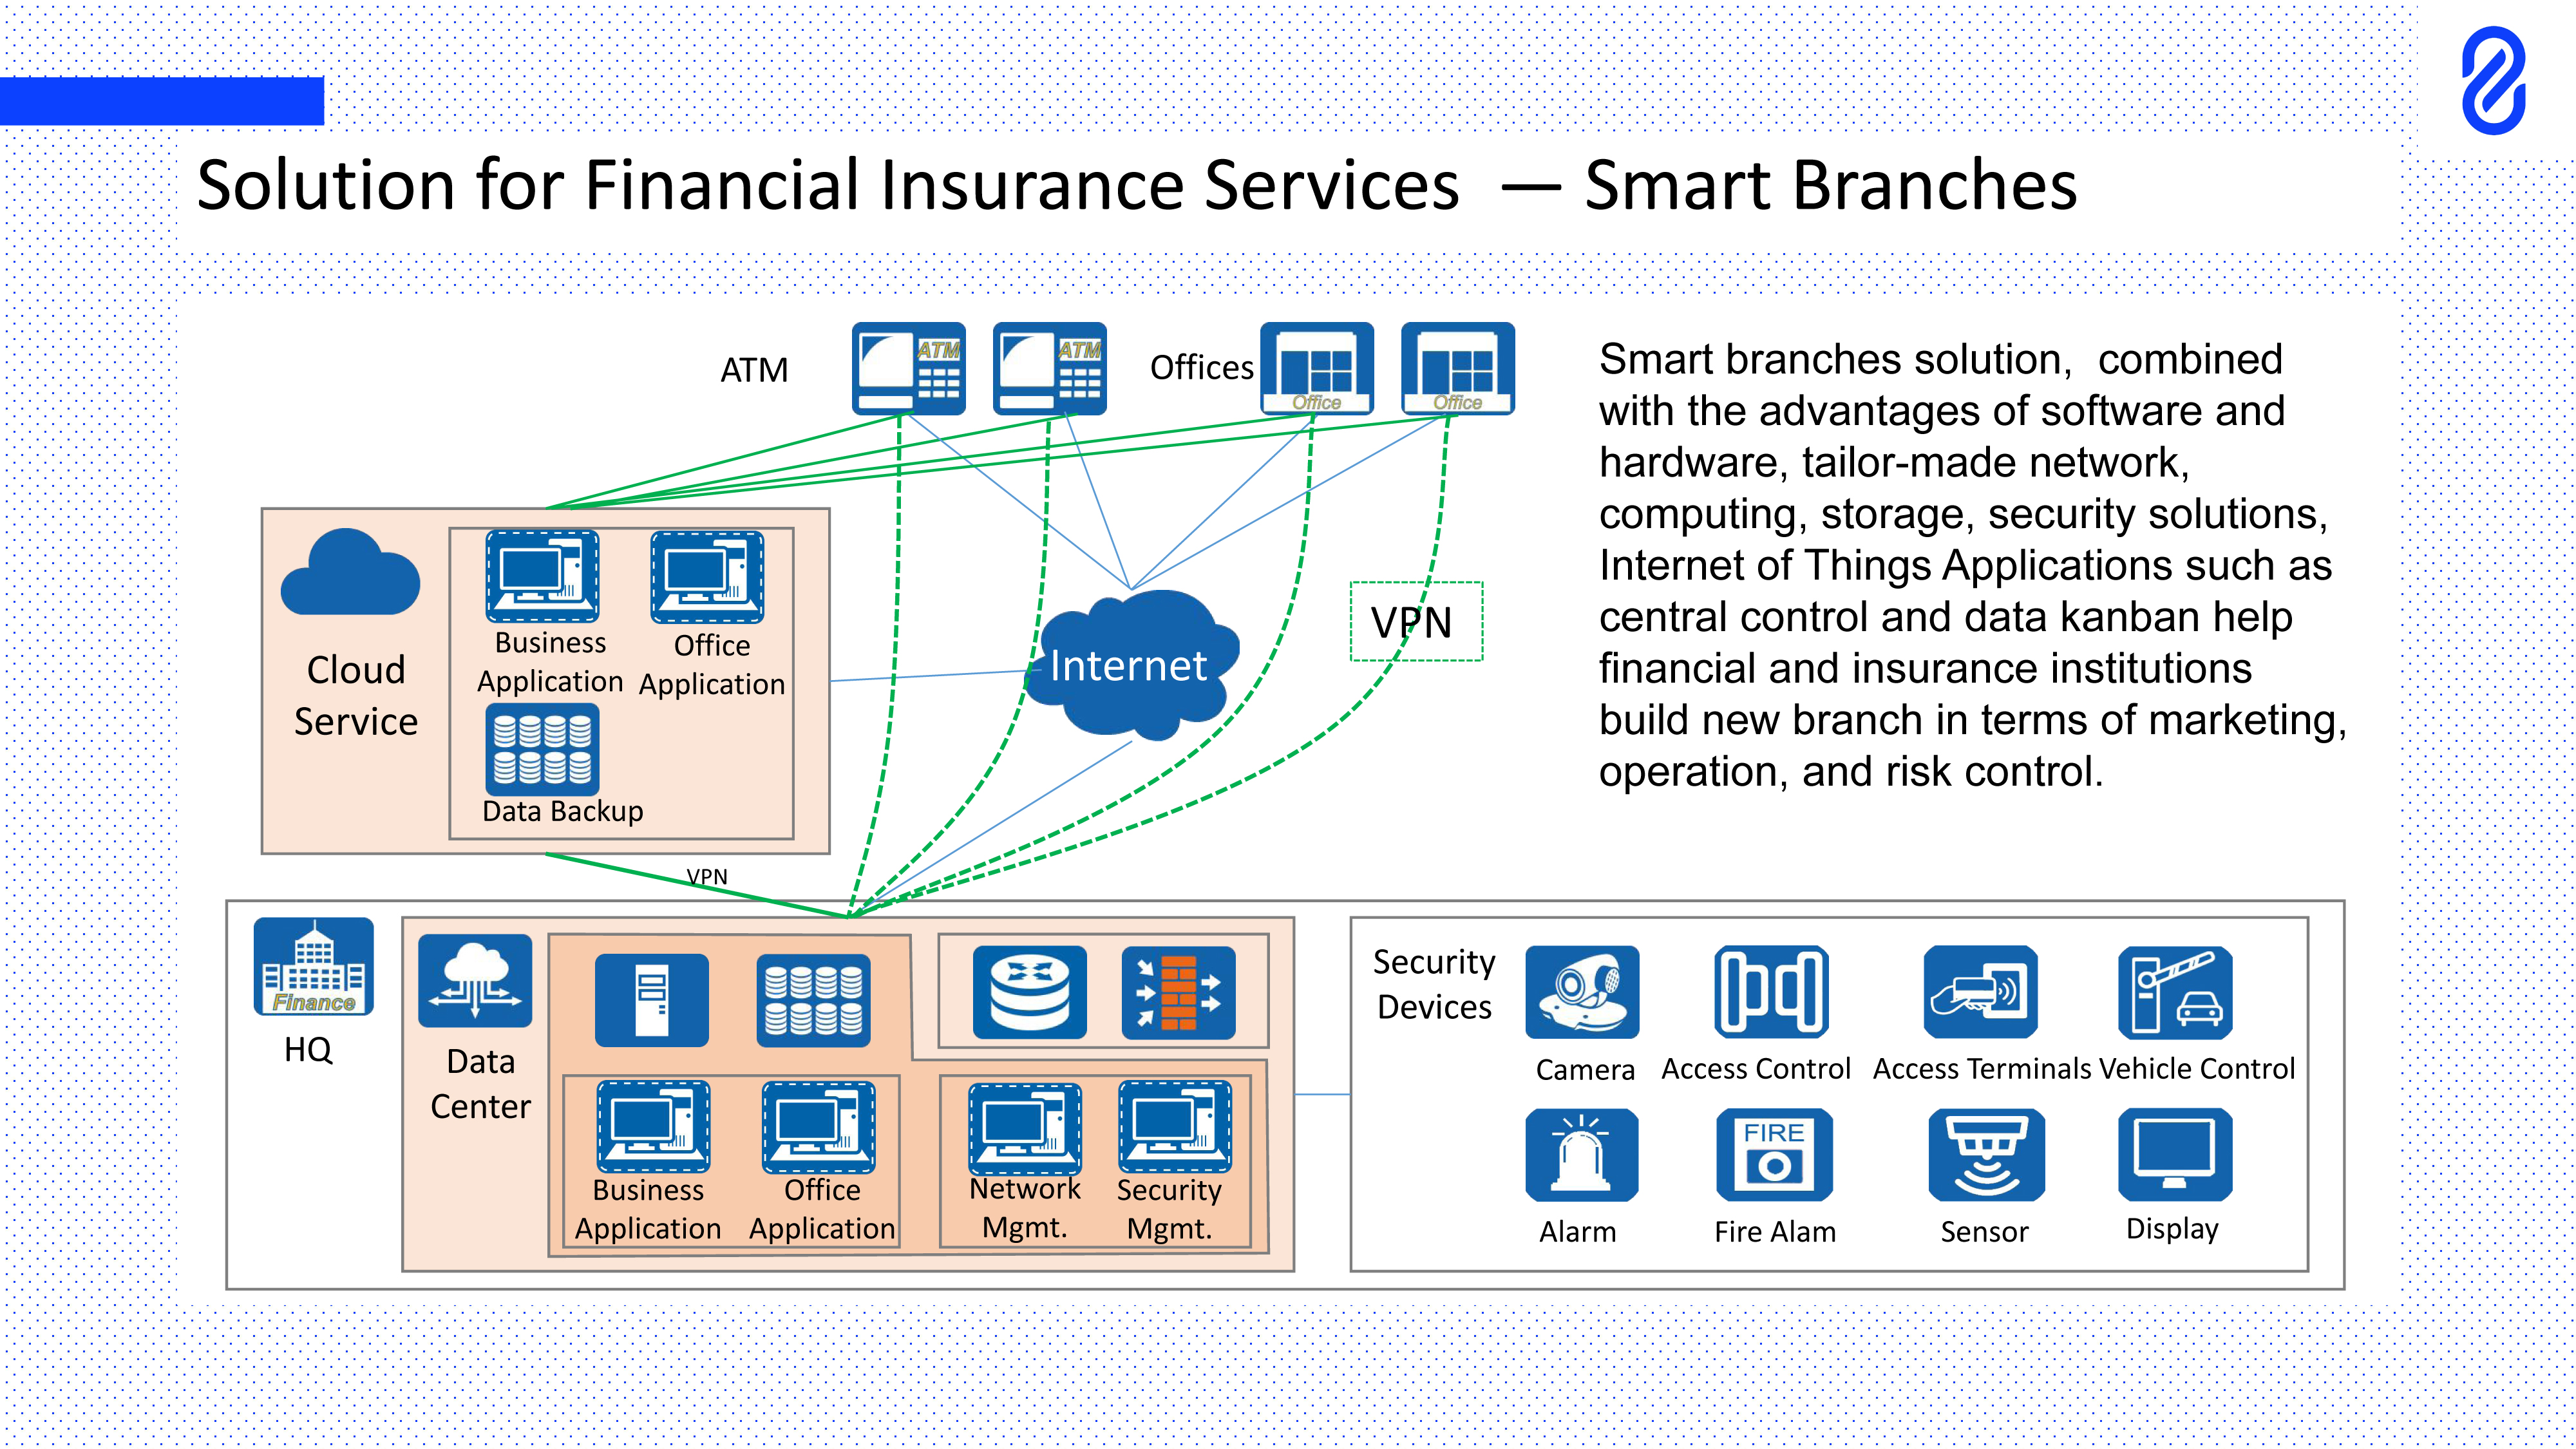 Solution for Financial Insurance Services — Smart Branches
ATM
ATM
ATM
Offices
Office
Office
Smart branches solution, combined
with the advantages of software and
hardware, tailor-made network,
computing, storage, security solutions,
Internet of Things Applications such as
central control and data kanban help
financial and insurance institutions
build new branch in terms of marketing,
operation, and risk control.
Cloud
Service
Business
Application
Office
Application
Data Backup
Internet
VPN
VPN
Finance
HQ
Data
Center
Business
Application
Office
Application
Network
Mgmt.
Security
Mgmt.
Security
Devices
Camera
Access Control
Access Terminals
Vehicle Control
Alarm
FIRE
Fire Alam
Sensor
Display